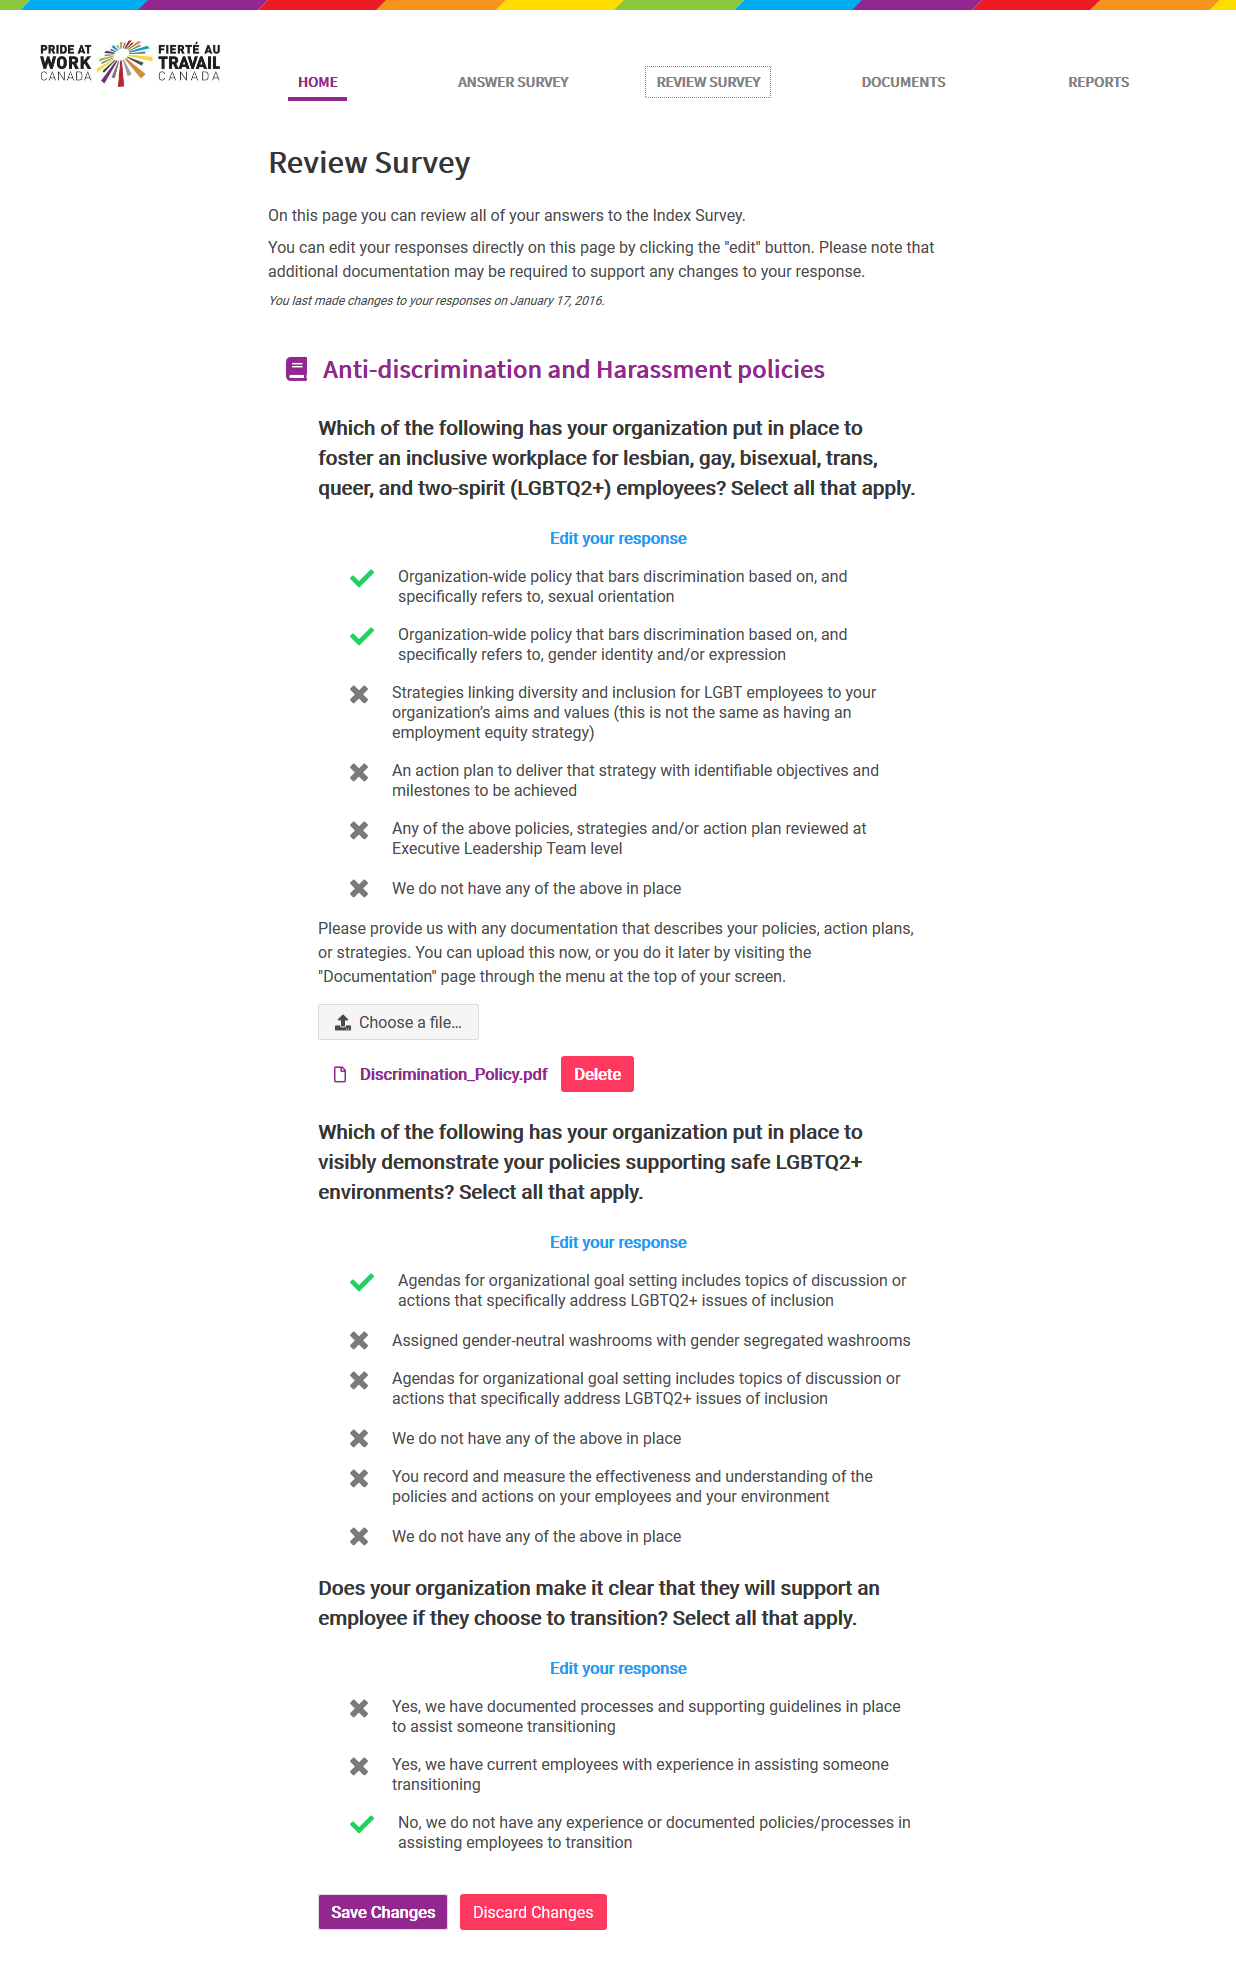 PRIDE AT
WORK
CANADA
FIERTÉ AU
TRAVAIL
CANADA
HOME
ANSWER SURVEY
REVIEW SURVEY
DOCUMENTS
REPORTS
Review Survey
On this page you can review all of your answers to the Index Survey.
You can edit your responses directly on this page by clicking the "edit" button. Please note that
additional documentation may be required to support any changes to your response.
You last made changes to your responses on January 17, 2016.
Anti-discrimination and Harassment policies
Which of the following has your organization put in place to
foster an inclusive workplace for lesbian, gay, bisexual, trans,
queer, and two-spirit (LGBTQ2+) employees? Select all that apply.
Edit your response
Organization-wide policy that bars discrimination based on, and
specifically refers to, sexual orientation
Organization-wide policy that bars discrimination based on, and
specifically refers to, gender identity and/or expression
Strategies linking diversity and inclusion for LGBT employees to your
organization’s aims and values (this is not the same as having an
employment equity strategy)
An action plan to deliver that strategy with identifiable objectives and
milestones to be achieved
Any of the above policies, strategies and/or action plan reviewed at
Executive Leadership Team level
We do not have any of the above in place
Please provide us with any documentation that describes your policies, action plans,
or strategies. You can upload this now, or you do it later by visiting the
"Documentation" page through the menu at the top of your screen.
Choose a file…
Discrimination_Policy.pdf
Delete
Which of the following has your organization put in place to
visibly demonstrate your policies supporting safe LGBTQ2+
environments? Select all that apply.
Edit your response
Agendas for organizational goal setting includes topics of discussion or
actions that specifically address LGBTQ2+ issues of inclusion
Assigned gender-neutral washrooms with gender segregated washrooms
Agendas for organizational goal setting includes topics of discussion or
actions that specifically address LGBTQ2+ issues of inclusion
We do not have any of the above in place
You record and measure the effectiveness and understanding of the
policies and actions on your employees and your environment
We do not have any of the above in place
Does your organization make it clear that they will support an
employee if they choose to transition? Select all that apply.
Edit your response
Yes, we have documented processes and supporting guidelines in place
to assist someone transitioning
Yes, we have current employees with experience in assisting someone
transitioning
No, we do not have any experience or documented policies/processes in
assisting employees to transition
Save Changes
Discard Changes